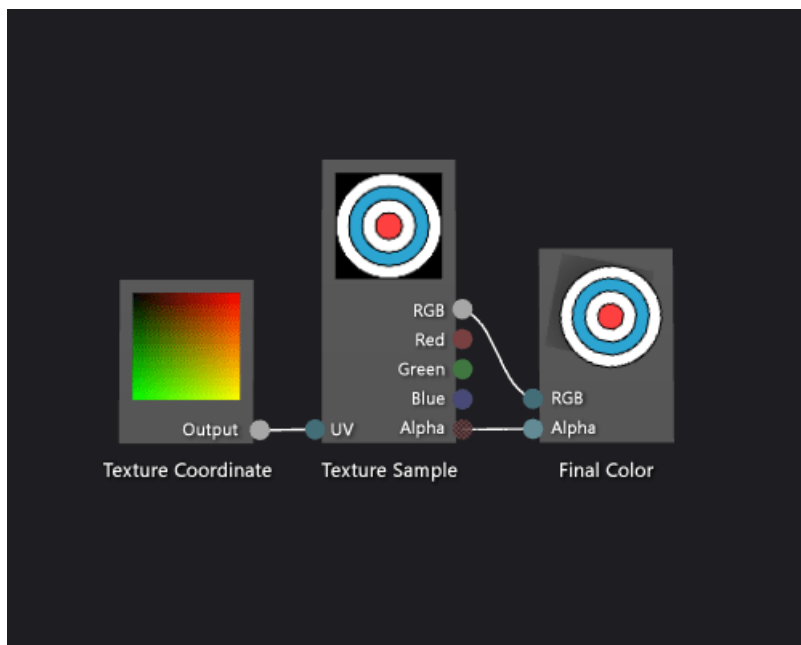 RGB
Red
Green
Blue
Alpha
Output
UV
RGB
Alpha
Texture Coordinate
Texture Sample
Final Color